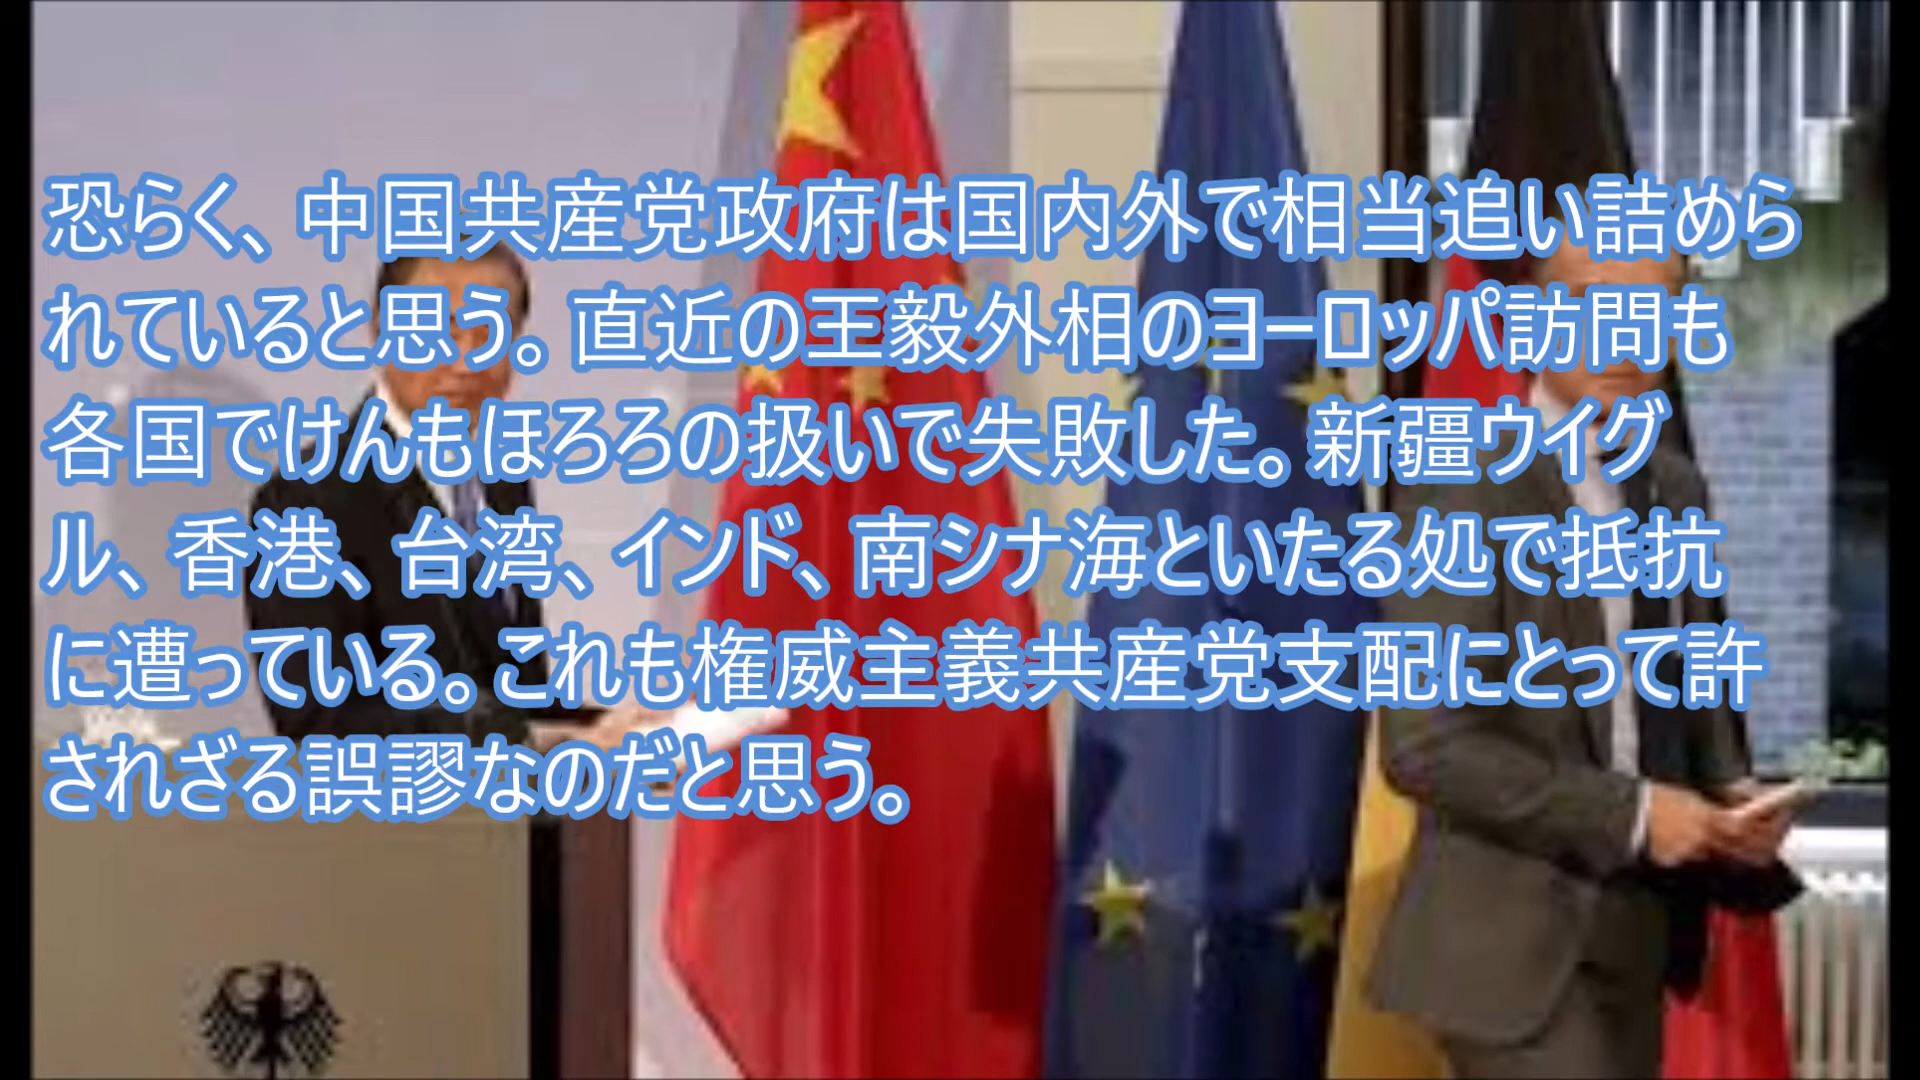 恐らく、中国共産党政府は国内外で相当追い詰めら
れていると思う。直近の王毅外相のヨーロッパ訪問も
各国でけんもほろろの扱いで失敗した。新疆ウイグ
ル、香港、台湾、インド、南シナ海といたる処で抵抗
に遭っている。これも権威主義共産党支配にとって許
されざる誤謬なのだと思う。